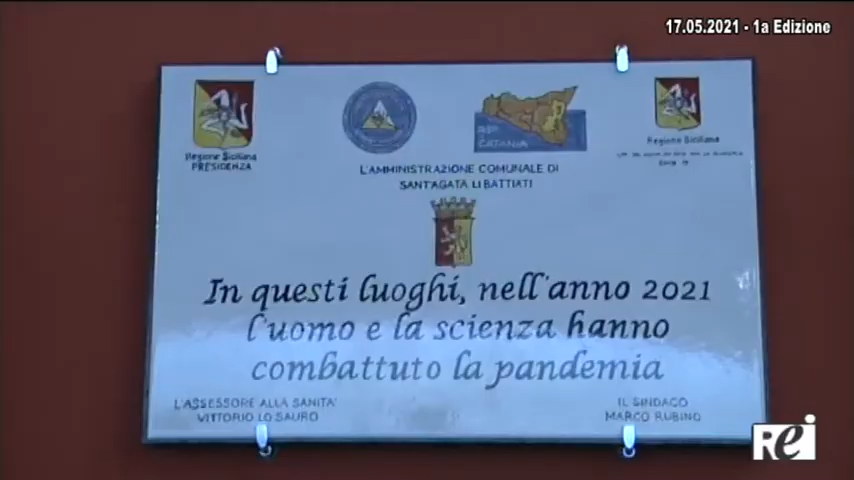 17.05.2021 - 1a Edizione
Regione Siciliana
PRESIDENZA
ASP
CATANIA
Regione Siciliana
L'AMMINISTRAZIONE COMUNALE DI
SANT'AGATA LI BATTIATI
In questi luoghi, nell'anno 2021
l'uomo e la scienza hanno
combattuto la pandemia
L'ASSESSORE ALLA SANITA'
VITTORIO LO SAURO
IL SINDACO
MARCO RUBINO
REI